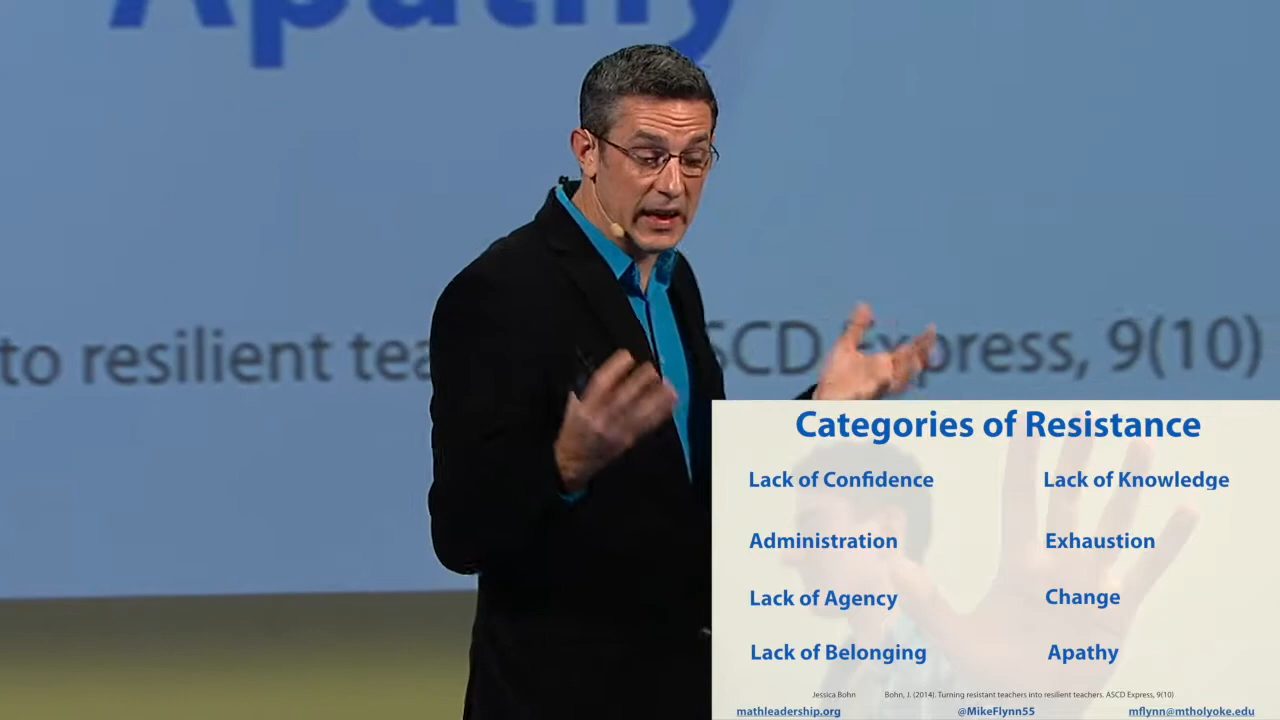 Apathy
to resilient tea SCD Express, 9(10)
Categories of Resistance
Lack of Confidence Lack of Knowledge
Administration Exhaustion
Lack of Agency Change
Lack of Belonging Apathy
Jessica Bohn Bohn, J. (2014). Turning resistant teachers into resilient teachers. ASCD Express, 9(10)
mathleadership.org @MikeFlynn55 mflynn@mtholyoke.edu